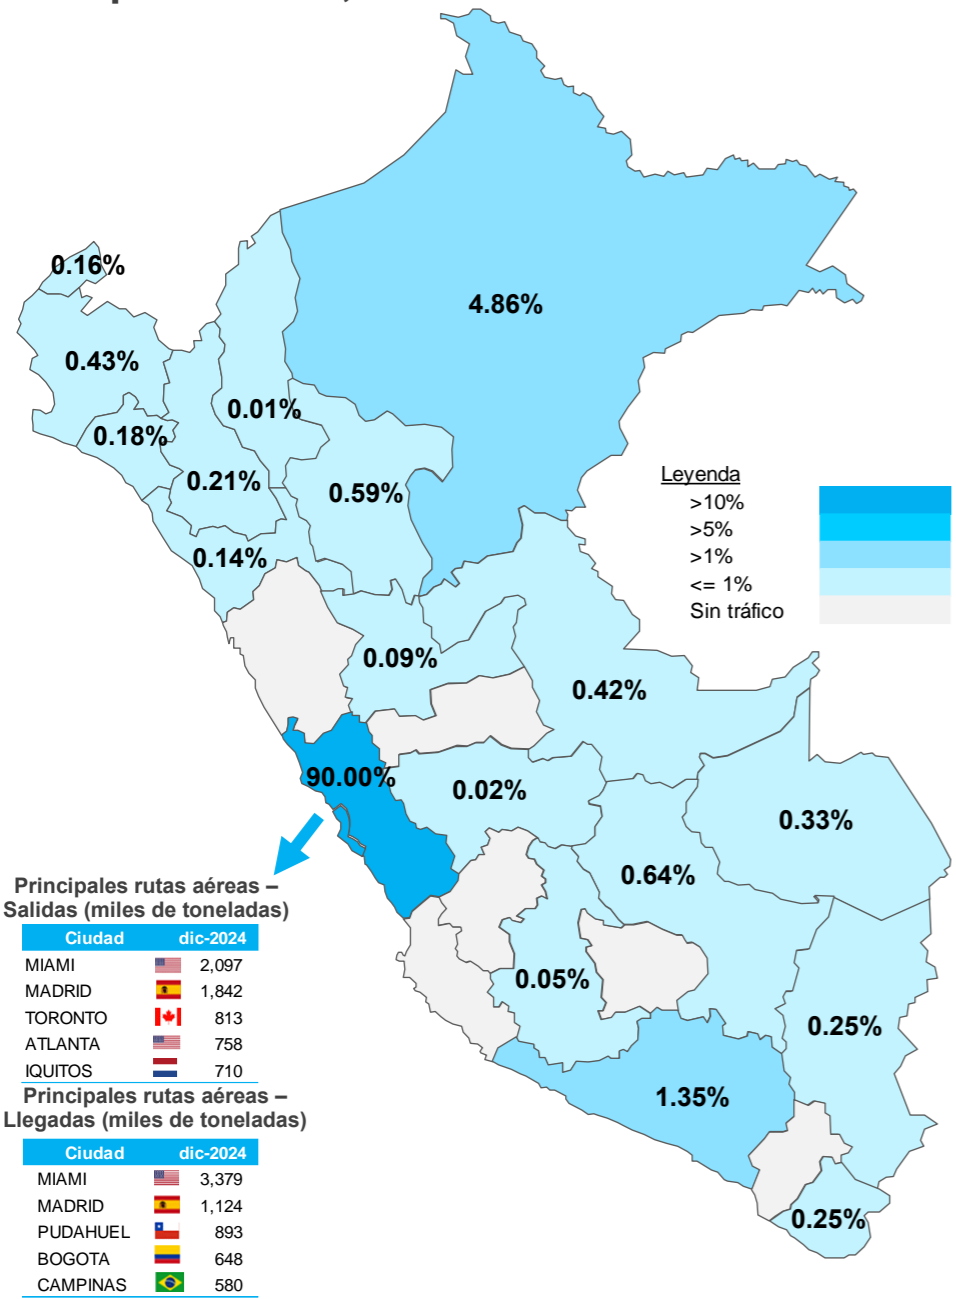 0.16%
4.86%
0.43%
0.01%
0.18%
0.21%
0.59%
0.14%
Leyenda
>10%
>5%
>1%
<= 1%
Sin tráfico
0.09%
0.42%
90.00%
0.02%
0.33%
0.64%
0.05%
0.25%
1.35%
0.25%
Principales rutas aéreas –
Salidas (miles de toneladas)
Ciudad dic-2024
MIAMI 2,097
MADRID 1,842
TORONTO 813
ATLANTA 758
IQUITOS 710
Principales rutas aéreas –
Llegadas (miles de toneladas)
Ciudad dic-2024
MIAMI 3,379
MADRID 1,124
PUDAHUEL 893
BOGOTA 648
CAMPINAS 580